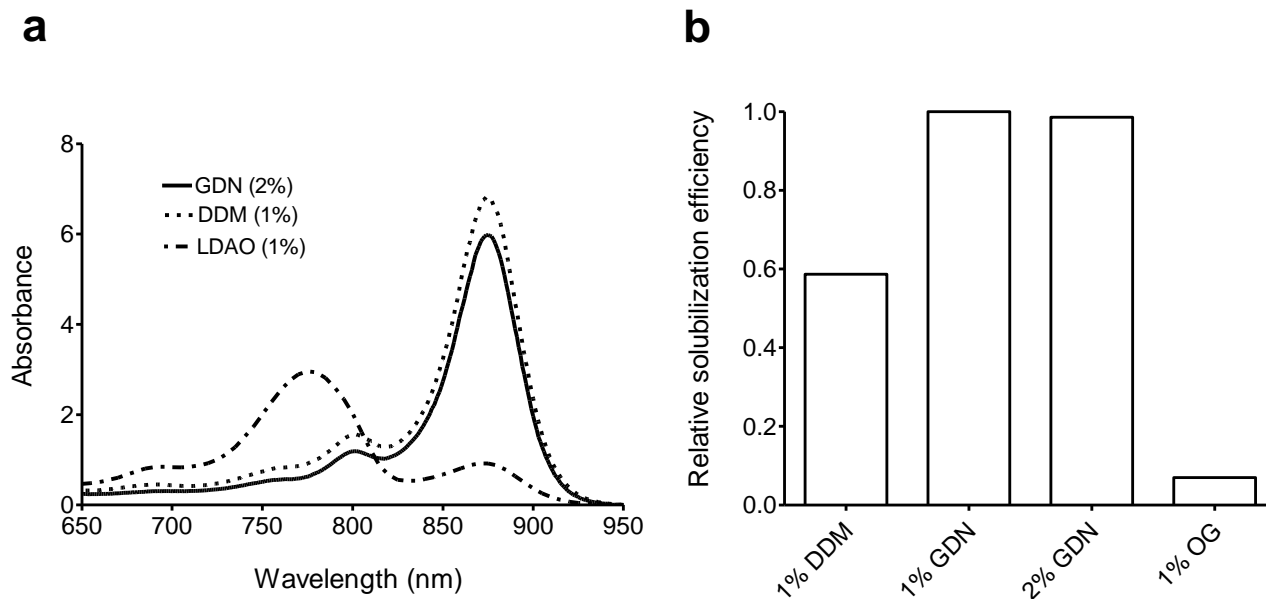 a
Absorbance
8
6
4
2
0
GDN (2%)
DDM (1%)
LDAO (1%)
650 700 750 800 850 900 950
Wavelength (nm)
b
Relative solubilization efficiency
1.0
0.8
0.6
0.4
0.2
0.0
1% DDM
1% GDN
2% GDN
1% OG